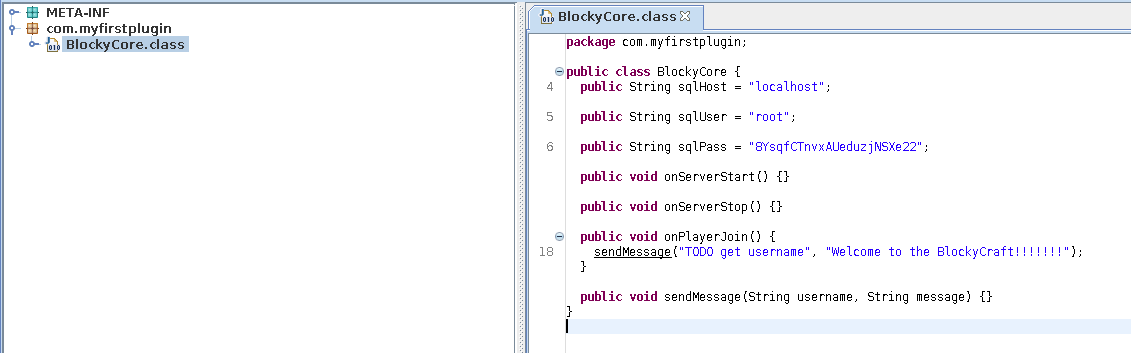 META-INF
com.myfirstplugin
BlockyCore.class
BlockyCore.class
package com.myfirstplugin;
public class BlockyCore {
4 public String sqlHost = "localhost";
5 public String sqlUser = "root";
6 public String sqlPass = "8YsqfCTnvxAUeduzjNSXe22";
public void onServerStart() {}
public void onServerStop() {}
public void onPlayerJoin() {
18 sendMessage("TODO get username", "Welcome to the BlockyCraft!!!!!!!");
}
public void sendMessage(String username, String message) {}
}